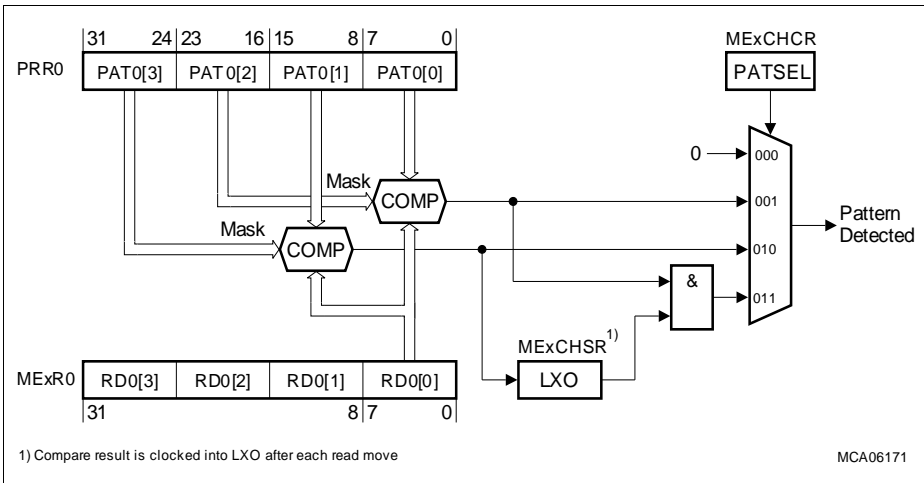 31 24 23 16 15 8 7 0
MExCHCR
PRR0 PAT0[3] PAT0[2] PAT0[1] PAT0[0] PATSEL
0 000
Mask COMP 001
Pattern
Detected
Mask COMP 010
& 011
MExCHSR 1)
LXO
MExR0 RD0[3] RD0[2] RD0[1] RD0[0]
31 8 7 0
1) Compare result is clocked into LXO after each read move MCA06171